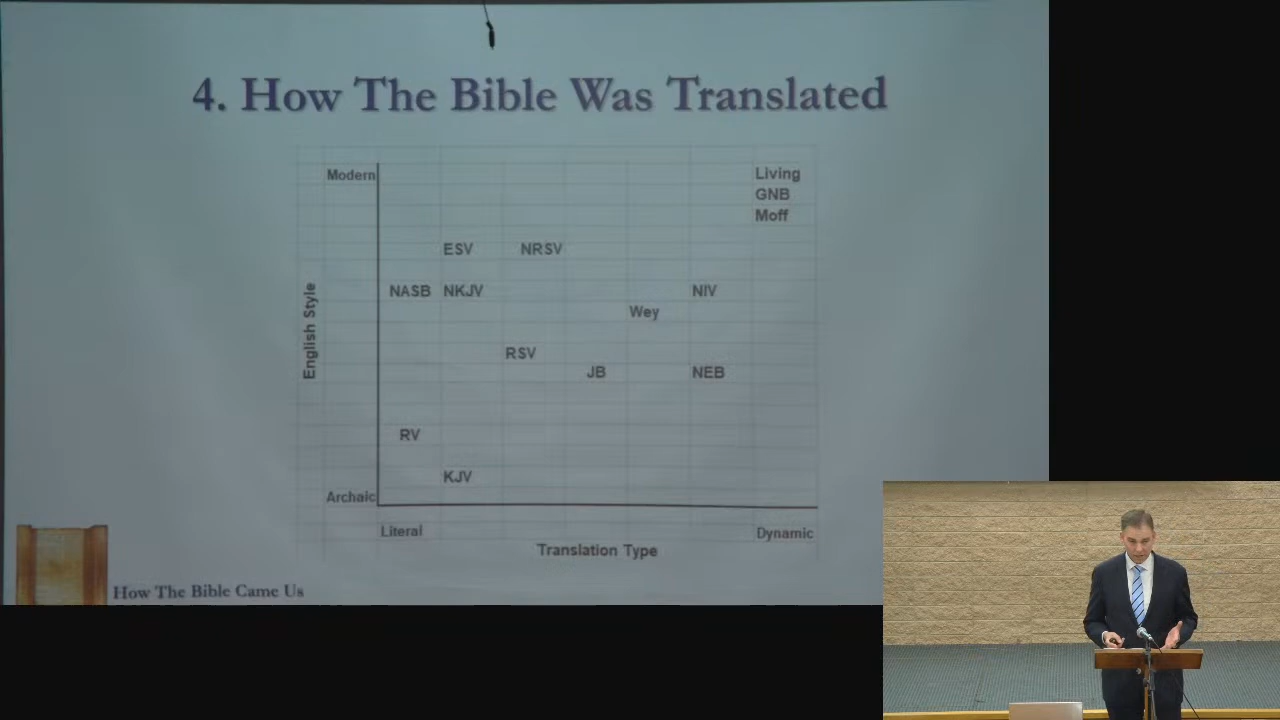 4. How The Bible Was Translated
Modern
Living
GNB
Moff
ESV NRSV
NASB NKJV NIV
Wey
English Style
RSV
JB NEB
RV
KJV
Archaic
Literal Dynamic
Translation Type
How The Bible Came Us